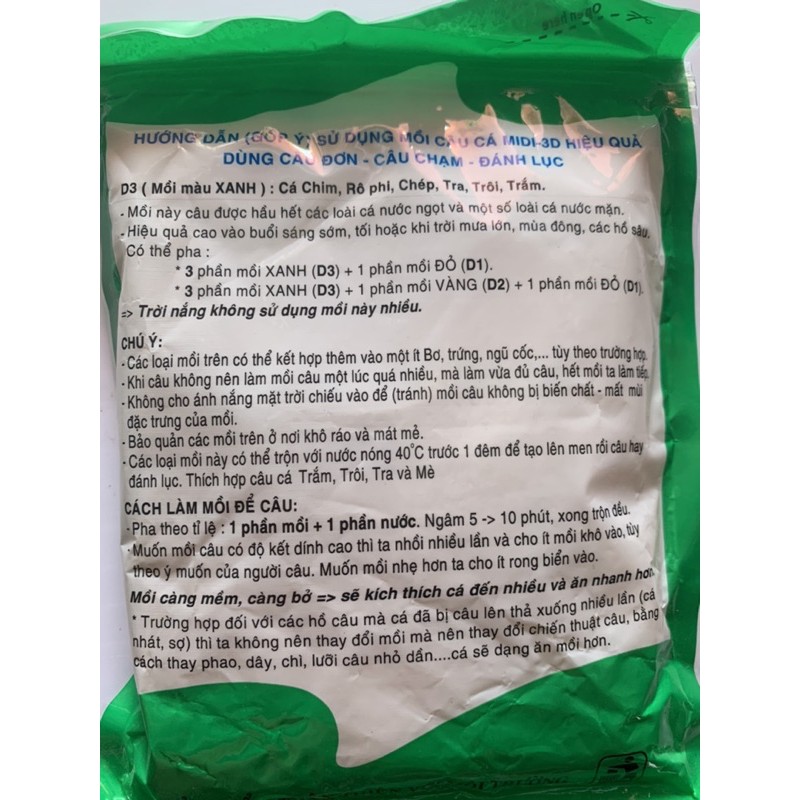 Open here
HƯỚNG DẪN (GÓP Ý) SỬ DỤNG MỒI CÂU CÁ MIDI-3D HIỆU QUẢ
DÙNG CÂU ĐƠN - CÂU CHẠM - ĐÁNH LỤC
D3 ( Mồi màu XANH ) : Cá Chim, Rô phi, Chép, Tra, Trôi, Trắm.
- Mồi này câu được hầu hết các loài cá nước ngọt và một số loài cá nước mặn.
- Hiệu quả cao vào buổi sáng sớm, tối hoặc khi trời mưa lớn, mùa đông, các hồ sâu.
Có thể pha :
* 3 phần mồi XANH (D3) + 1 phần mồi ĐỎ (D1).
* 3 phần mồi XANH (D3) + 1 phần mồi VÀNG (D2) + 1 phần mồi ĐỎ (D1).
=> Trời nắng không sử dụng mồi này nhiều.
CHÚ Ý:
- Các loại mồi trên có thể kết hợp thêm vào một ít Bơ, trứng, ngũ cốc,... tùy theo trường hợp.
- Khi câu không nên làm mồi câu một lúc quá nhiều, mà làm vừa đủ câu, hết mồi ta làm tiếp.
- Không cho ánh nắng mặt trời chiếu vào để (tránh) mồi câu không bị biến chất - mất mùi
đặc trưng của mồi.
- Bảo quản các mồi trên ở nơi khô ráo và mát mẻ.
- Các loại mồi này có thể trộn với nước nóng 40°C trước 1 đêm để tạo lên men rồi câu hay
đánh lục. Thích hợp câu cá Trắm, Trôi, Tra và Mè
CÁCH LÀM MỒI ĐỂ CÂU:
- Pha theo tỉ lệ : 1 phần mồi + 1 phần nước. Ngâm 5 -> 10 phút, xong trộn đều.
- Muốn mồi câu có độ kết dính cao thì ta nhồi nhiều lần và cho ít mồi khô vào, tùy
theo ý muốn của người câu. Muốn mồi nhẹ hơn ta cho ít rong biển vào.
Mồi càng mềm, càng bở => sẽ kích thích cá đến nhiều và ăn nhanh hơn.
* Trường hợp đối với các hồ câu mà cá đã bị câu lên thả xuống nhiều lần (cá
nhát, sợ) thì ta không nên thay đổi mồi mà nên thay đổi chiến thuật câu, bằng
cách thay phao, dây, chì, lưỡi câu nhỏ dần....cá sẽ dạng ăn mồi hơn.